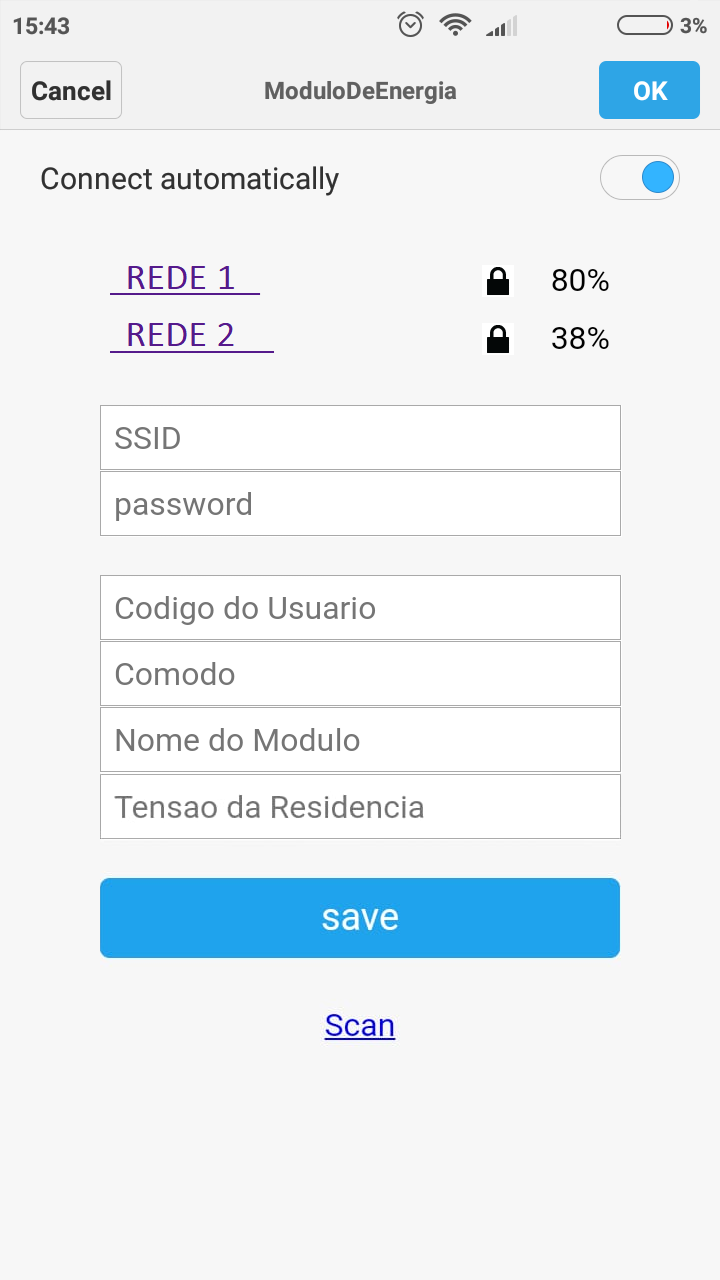 15:43 3%
Cancel ModuloDeEnergia OK
Connect automatically
REDE 1 80%
REDE 2 38%
SSID
password
Codigo do Usuario
Comodo
Nome do Modulo
Tensao da Residencia
save
Scan